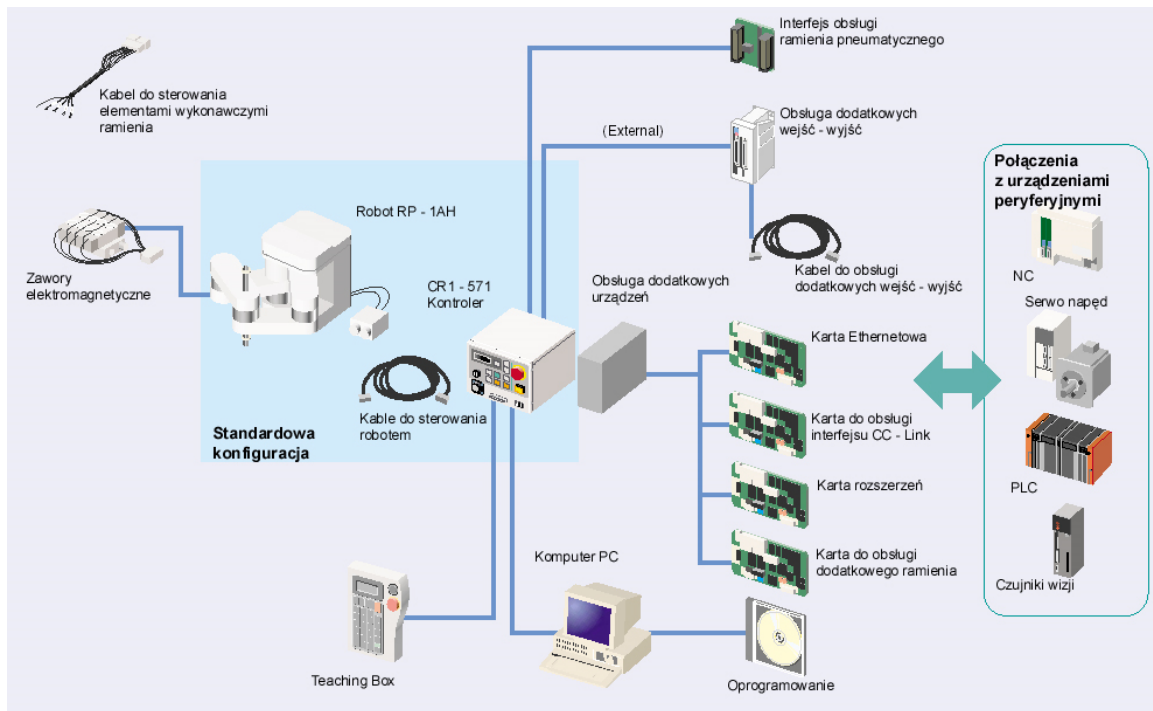 Interfejs obsługi
ramienia pneumatycznego
Kabel do sterowania
elementami wykonawczymi
ramienia
Obsługa dodatkowych
wejść - wyjść
(External)
Połączenia
z urządzeniami
peryferyjnymi
Robot RP - 1AH
Zawory
elektromagnetyczne
CR1 - 571
Kontroler
Obsługa dodatkowych
urządzeń
Kabel do obsługi
dodatkowych wejść - wyjść
NC
Serwo napęd
Karta Ethernetowa
Kable do sterowania
robotem
Standardowa
konfiguracja
Karta do obsługi
interfejsu CC - Link
Karta rozszerzeń
PLC
Komputer PC
Karta do obsługi
dodatkowego ramienia
Czujniki wizji
Teaching Box
Oprogramowanie